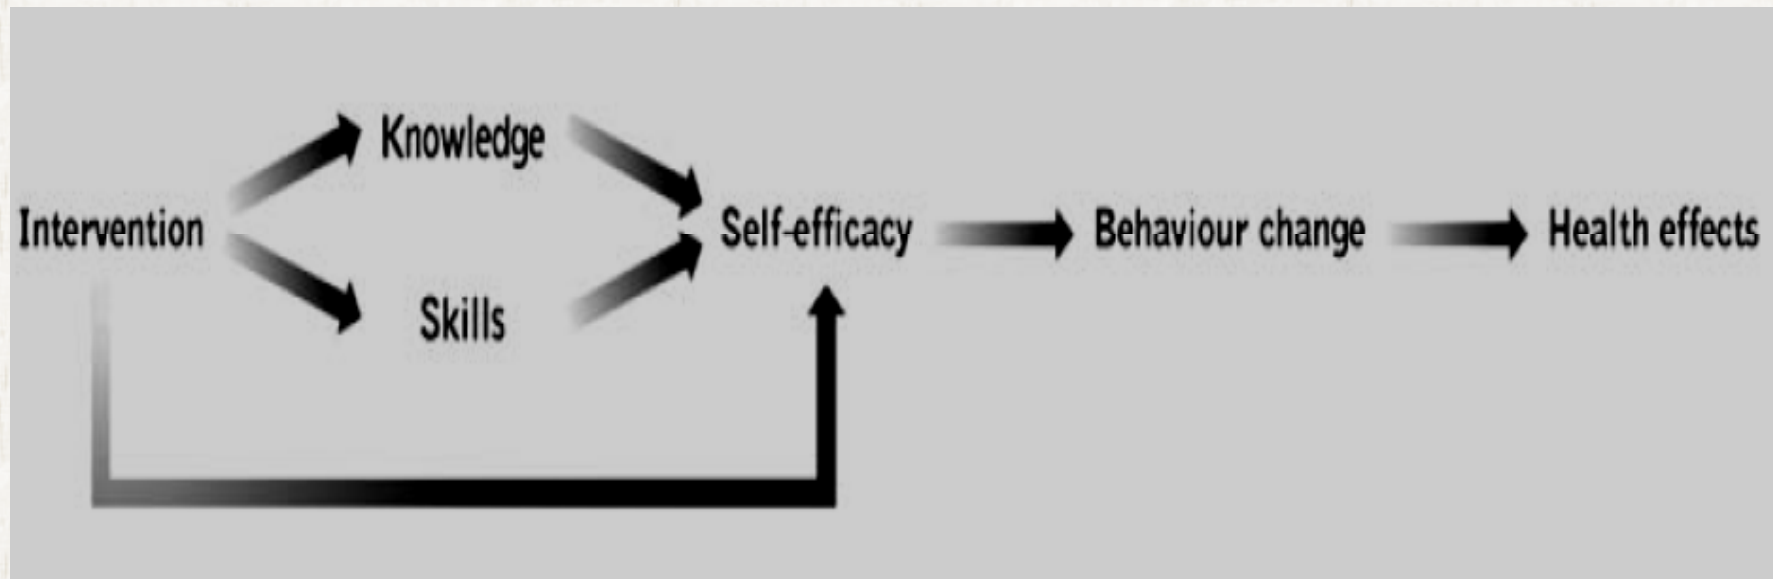 Knowledge
Intervention
Self-efficacy
Behaviour change
Health effects
Skills